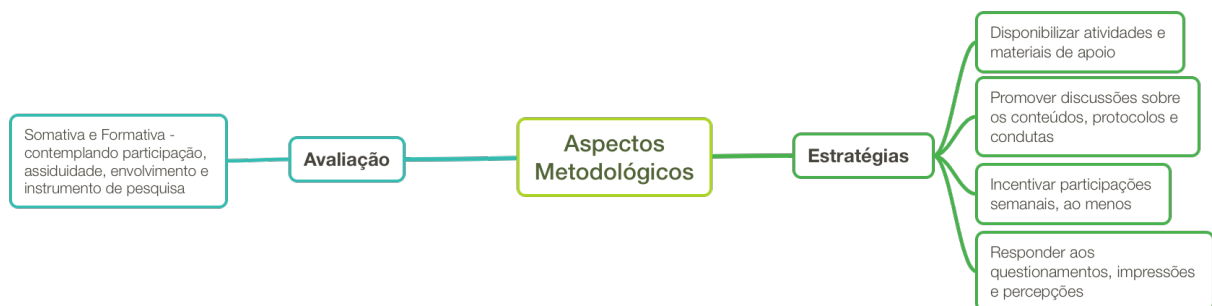 Aspectos
Metodológicos
Avaliação
Somativa e Formativa -
contemplando participação,
assiduidade, envolvimento e
instrumento de pesquisa
Estratégias
Disponibilizar atividades e
materiais de apoio
Promover discussões sobre
os conteúdos, protocolos e
condutas
Incentivar participações
semanais, ao menos
Responder aos
questionamentos, impressões
e percepções